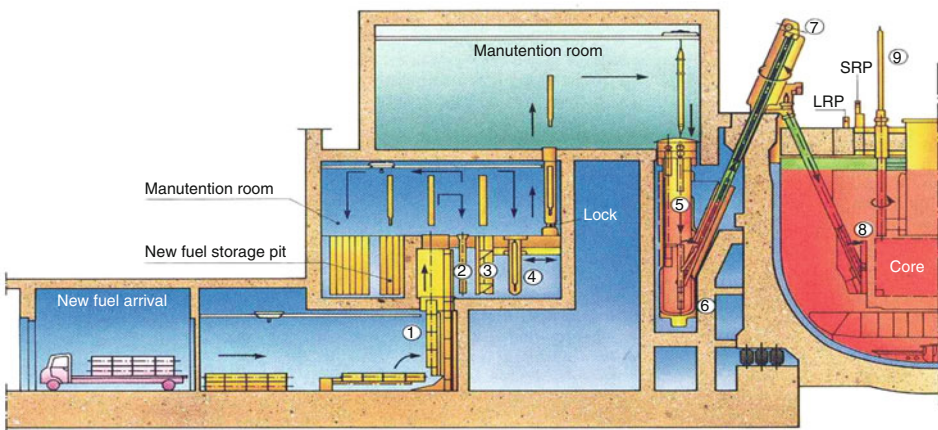 Manutention room
7
9
SRP
LRP
Manutention room
Lock
5
8
New fuel storage pit
2
3
4
Core
New fuel arrival
6
1